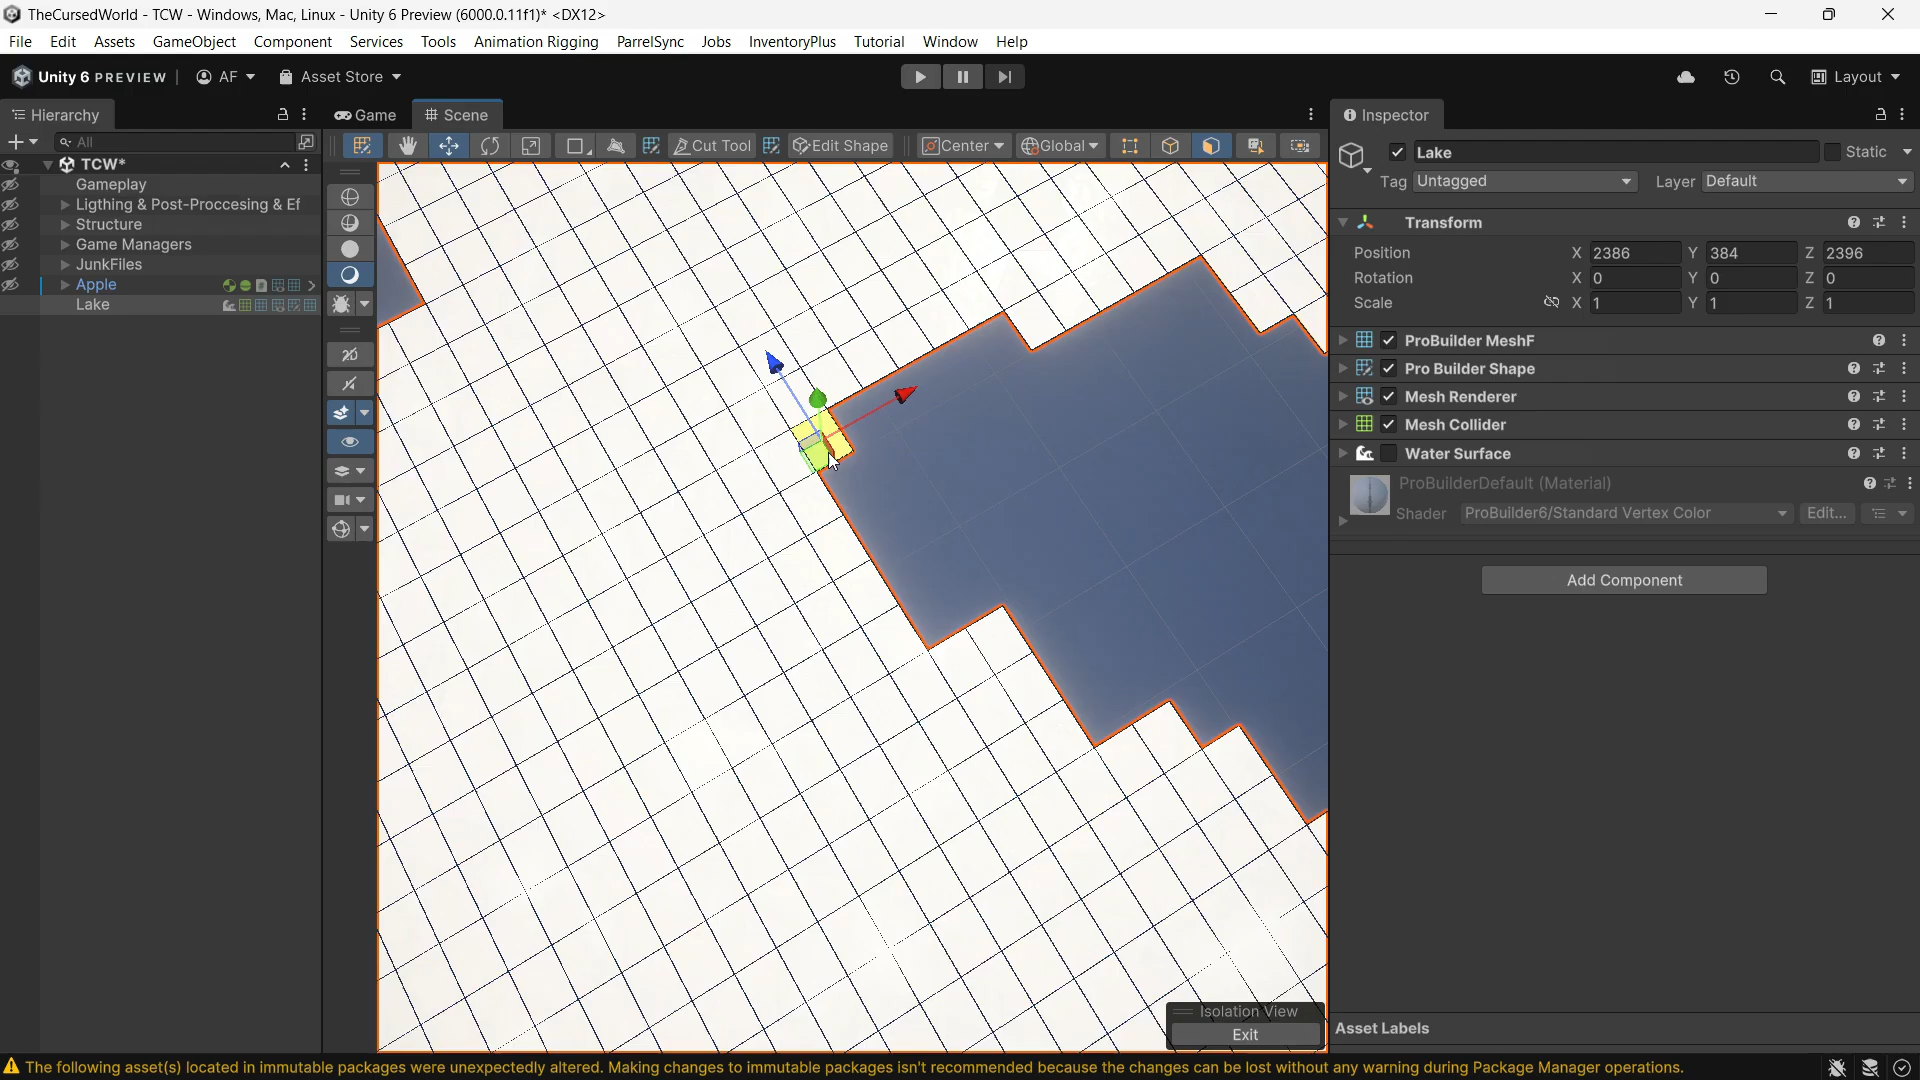 TheCursedWorld - TCW - Windows, Mac, Linux - Unity 6 Preview (6000.0.11f1)* <DX12>
File Edit Assets GameObject Component Services Tools Animation Rigging ParrelSync Jobs InventoryPlus Tutorial Window Help
Unity 6 PREVIEW AF Asset Store Layout
Hierarchy Game Scene Inspector
All Cut Tool Edit Shape Center Global Lake Static
TCW*
Gameplay Tag Untagged Layer Default
Ligthing & Post-Proccesing & Ef
Structure Transform
Game Managers Position X 2386 Y 384 Z 2396
JunkFiles Rotation X 0 Y 0 Z 0
Apple
Lake Scale X 1 Y 1 Z 1
ProBuilder MeshF
Pro Builder Shape
Mesh Renderer
Mesh Collider
Water Surface
ProBuilderDefault (Material)
Shader ProBuilder6/Standard Vertex Color Edit...
Add Component
Isolation View
Exit
Asset Labels
The following asset(s) located in immutable packages were unexpectedly altered. Making changes to immutable packages isn't recommended because the changes can be lost without any warning during Package Manager operations.